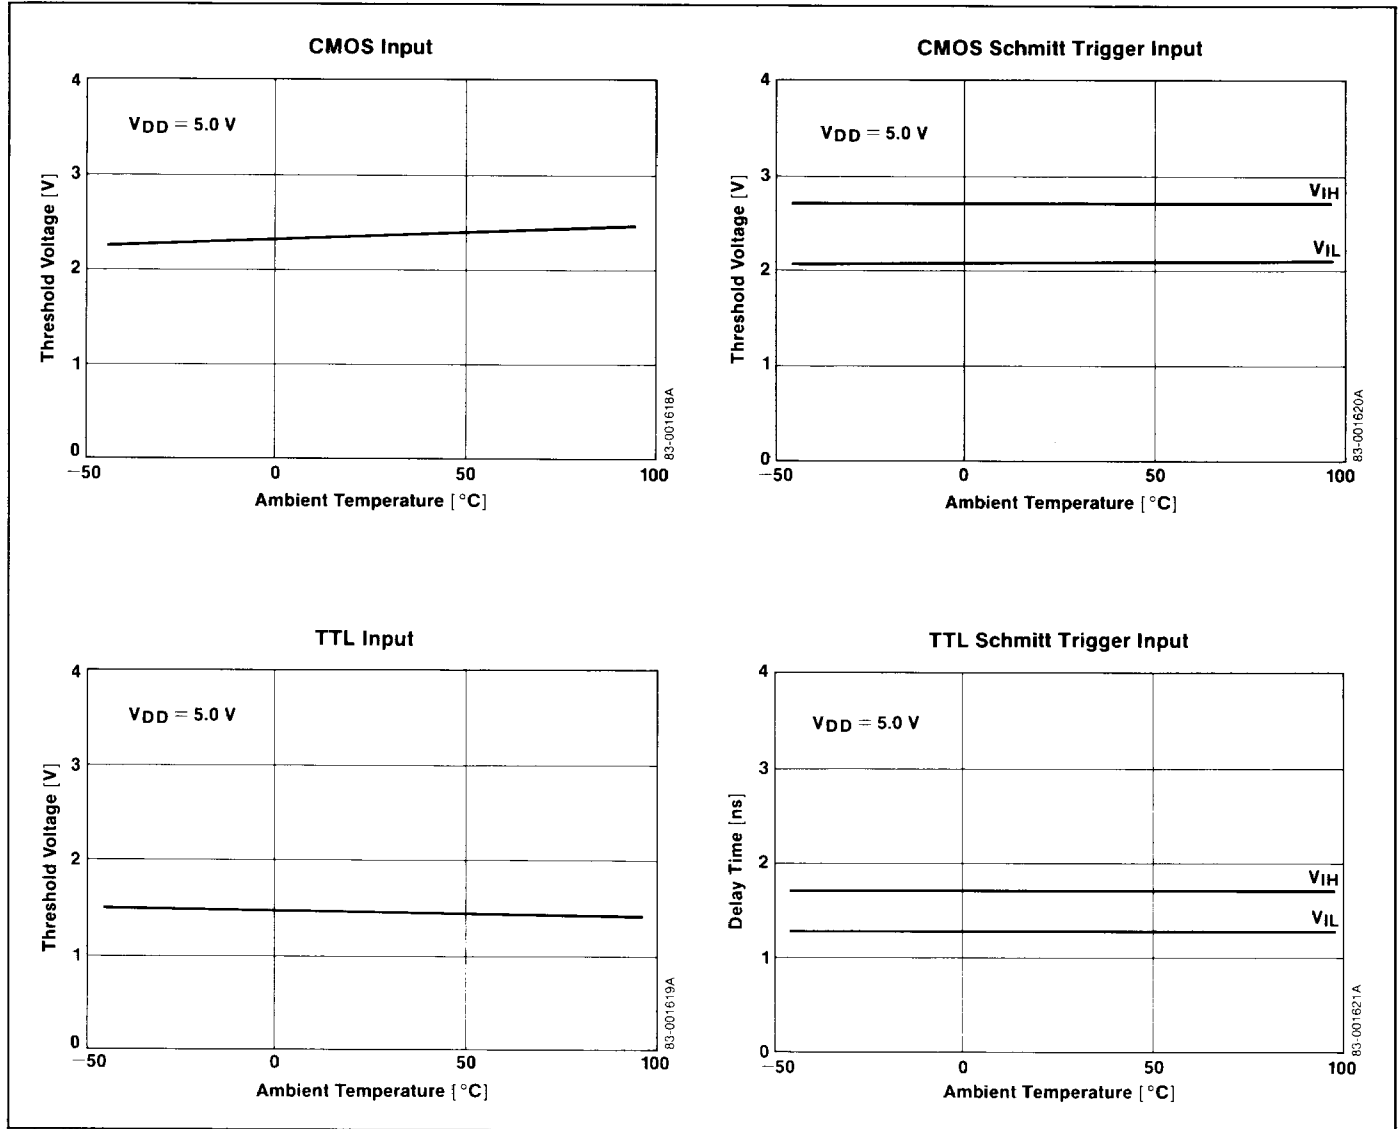 CMOS Input
4
3
2
1
0
VDD = 5.0 V
Threshold Voltage [V]
−50
0
50
100
Ambient Temperature [°C]
83-001618A
CMOS Schmitt Trigger Input
4
3
2
1
0
VDD = 5.0 V
VIH
VIL
Threshold Voltage [V]
−50
0
50
100
Ambient Temperature [°C]
83-001620A
TTL Input
4
3
2
1
0
VDD = 5.0 V
Threshold Voltage [V]
−50
0
50
100
Ambient Temperature [°C]
83-001619A
TTL Schmitt Trigger Input
4
3
2
1
0
VDD = 5.0 V
VIH
VIL
Delay Time [ns]
−50
0
50
100
Ambient Temperature [°C]
83-001621A